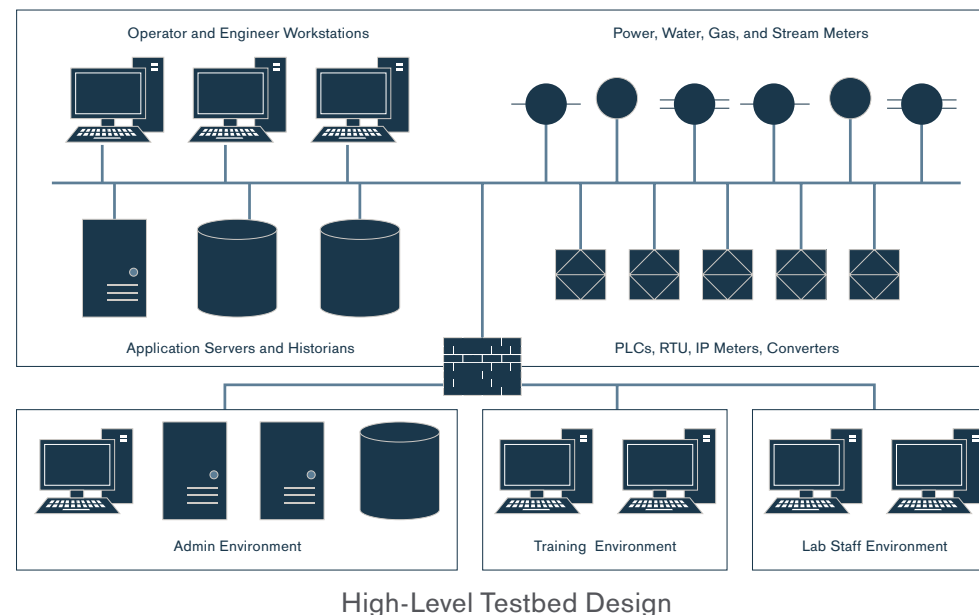 Operator and Engineer Workstations
Power, Water, Gas, and Stream Meters
Application Servers and Historians
PLCs, RTU, IP Meters, Converters
Admin Environment
Training Environment
Lab Staff Environment
High-Level Testbed Design